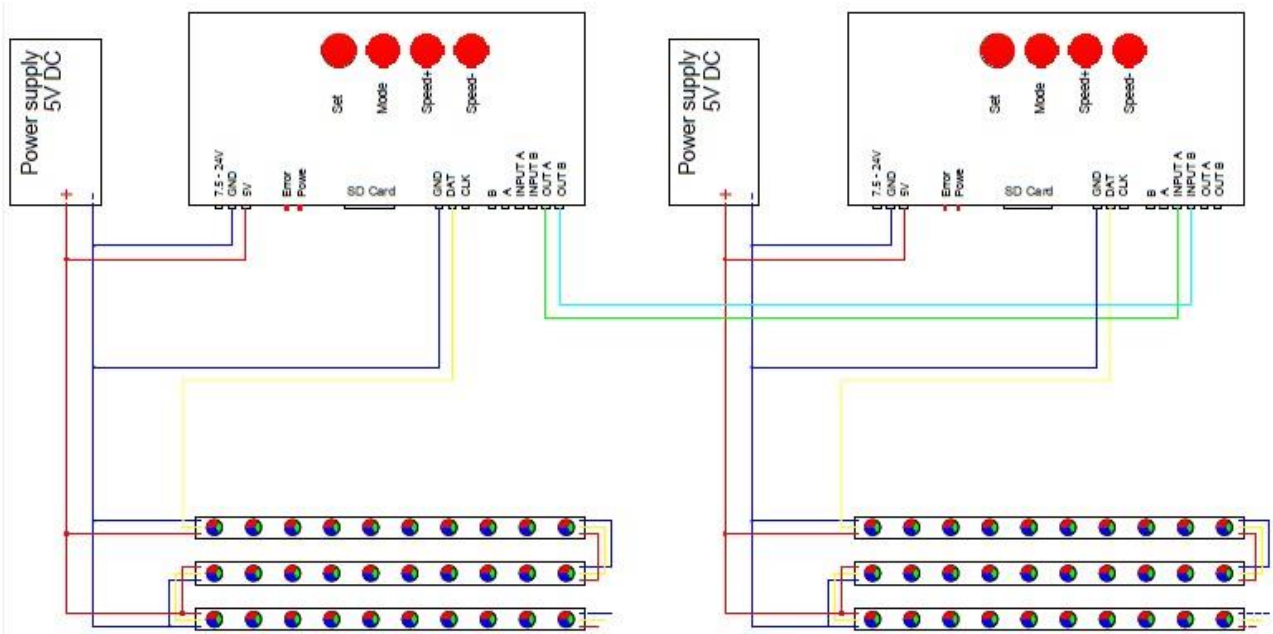 Power supply
5V DC
+
-
Set
Mode
Speed+
Speed-
7.5 - 24V
GND
5V
Error
Powe
SD Card
GND
DAT
CLK
B
A
INPUT A
INPUT B
OUT A
OUT B
Power supply
5V DC
+
-
Set
Mode
Speed+
Speed-
7.5 - 24V
GND
5V
Error
Powe
SD Card
GND
DAT
CLK
B
A
INPUT A
INPUT B
OUT A
OUT B